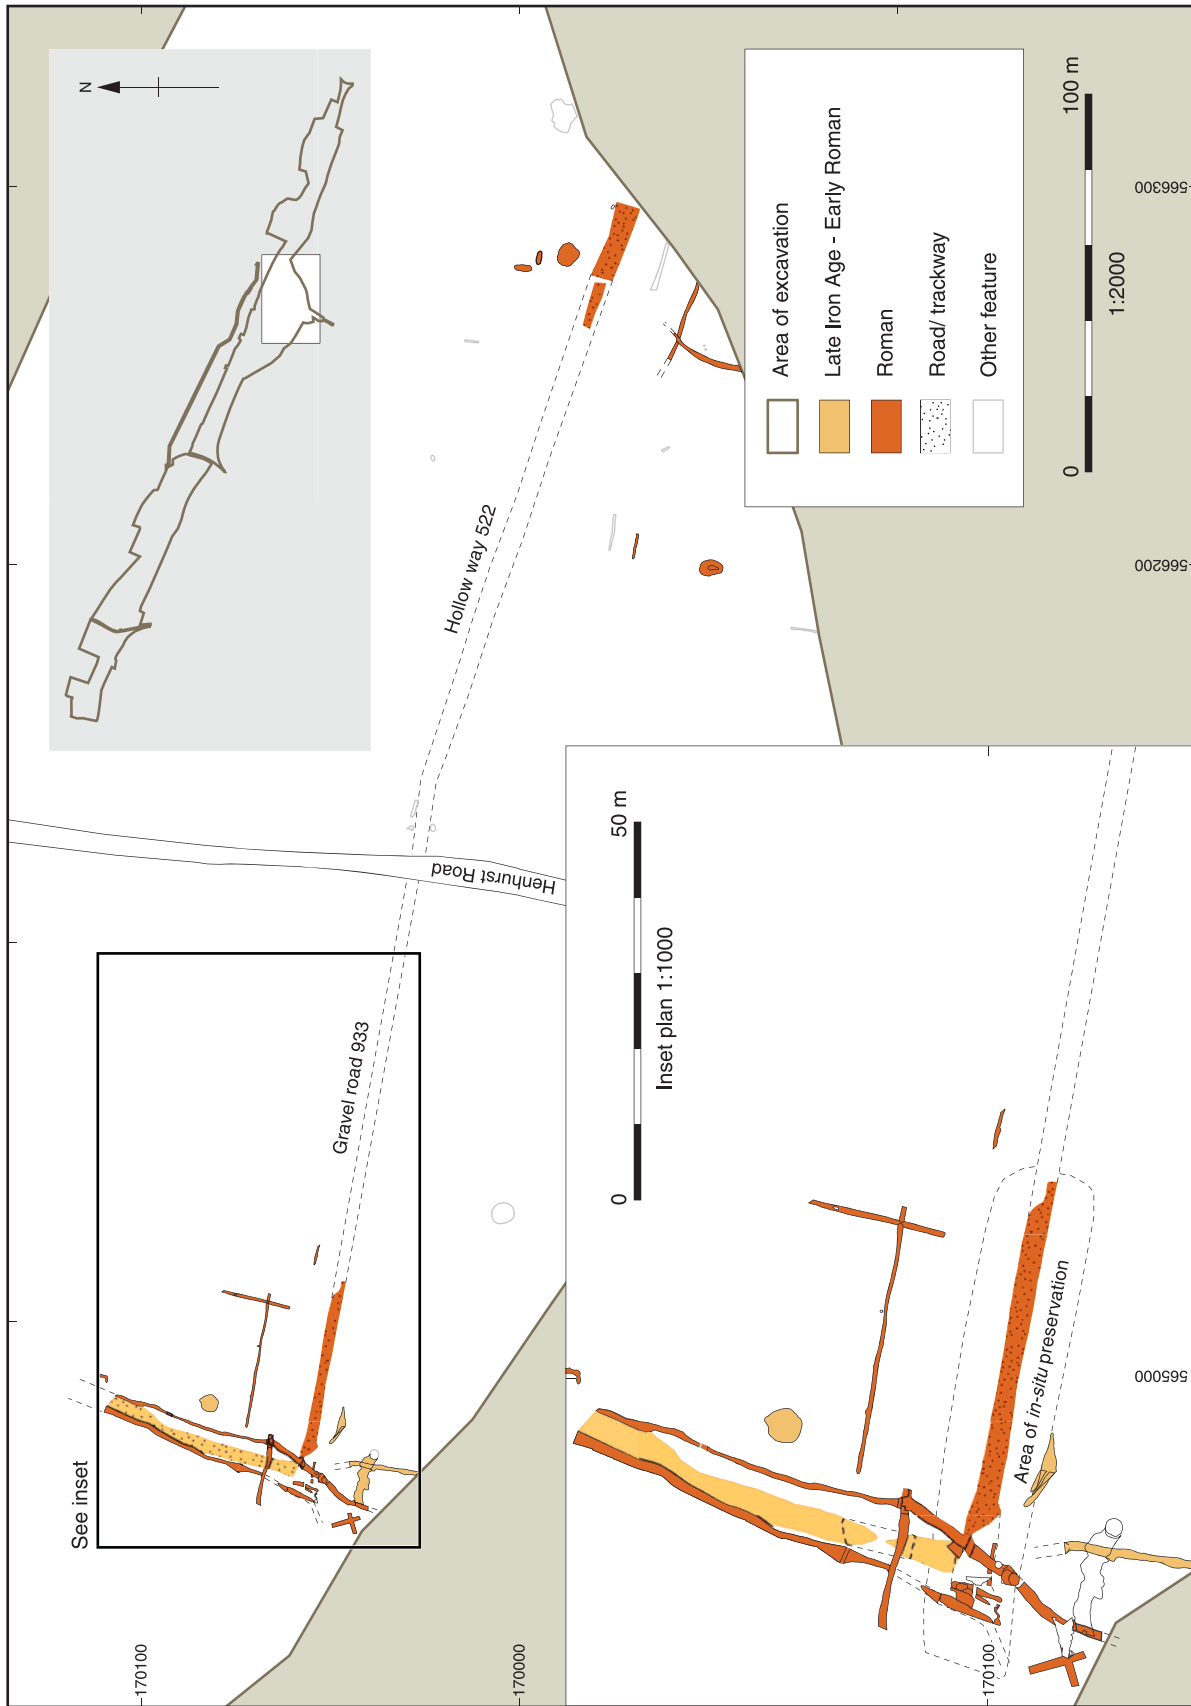 N
See inset
Gravel road 933
Henhurst Road
Hollow way 522
Area of excavation
Late Iron Age - Early Roman
Roman
Road/ trackway
Other feature
0
100 m
1:2000
0
50 m
Inset plan 1:1000
Area of in-situ preservation
170100
170000
170100
565000
566200
566300